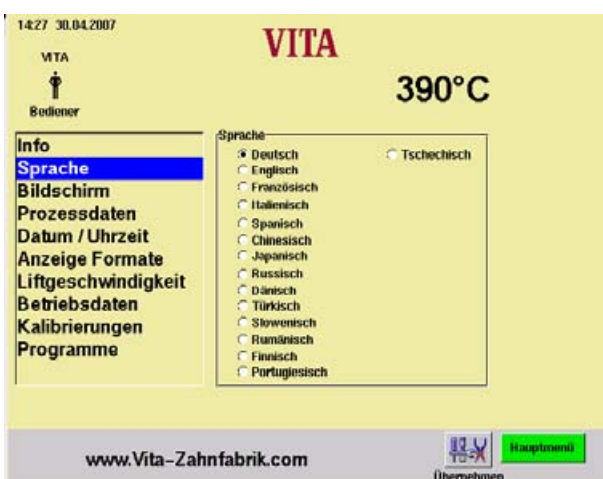 14:27 30.04.2007
VITA
VITA
390°C
Bediener
Info
Sprache
Bildschirm
Prozessdaten
Datum / Uhrzeit
Anzeige Formate
Liftgeschwindigkeit
Betriebsdaten
Kalibrierungen
Programme
Sprache
Deutsch
Englisch
Französisch
Italienisch
Spanisch
Chinesisch
Japanisch
Russisch
Dänisch
Türkisch
Slowenisch
Rumänisch
Finnisch
Portugiesisch
Tschechisch
www.Vita-Zahnfabrik.com
Übernehmen
Hauptmenü